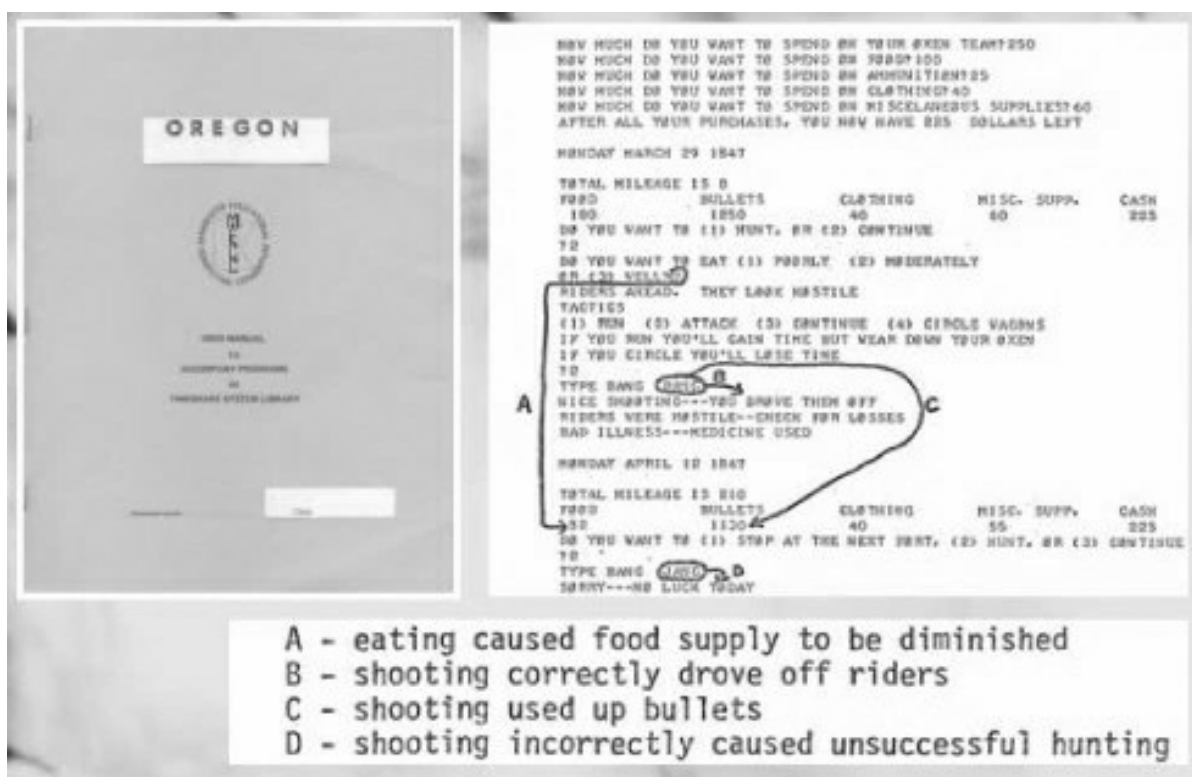 OREGON
MECC
USER MANUAL
TO
ACCOMPANY PROGRAMS
IN
TIMESHARE SYSTEM LIBRARY
HOW MUCH DO YOU WANT TO SPEND ON YOUR OXEN TEAM?250
HOW MUCH DO YOU WANT TO SPEND ON FOOD?100
HOW MUCH DO YOU WANT TO SPEND ON AMMUNITION?25
HOW MUCH DO YOU WANT TO SPEND ON CLOTHING?40
HOW MUCH DO YOU WANT TO SPEND ON MISCELANEOUS SUPPLIES?60
AFTER ALL YOUR PURCHASES, YOU NOW HAVE 225 DOLLARS LEFT
MONDAY MARCH 29 1847
TOTAL MILEAGE IS 0
FOOD BULLETS CLOTHING MISC. SUPP. CASH
100 1250 40 60 225
DO YOU WANT TO (1) HUNT, OR (2) CONTINUE
?2
DO YOU WANT TO EAT (1) POORLY (2) MODERATELY
OR (3) WELL?
RIDERS AHEAD. THEY LOOK HOSTILE
TACTICS
(1) RUN (2) ATTACK (3) CONTINUE (4) CIRCLE WAGONS
IF YOU RUN YOU'LL GAIN TIME BUT WEAR DOWN YOUR OXEN
IF YOU CIRCLE YOU'LL LOSE TIME
?2
TYPE BANG BANG B
NICE SHOOTING---YOU DROVE THEM OFF
A C
RIDERS WERE HOSTILE--CHECK FOR LOSSES
BAD ILLNESS---MEDICINE USED
MONDAY APRIL 12 1847
TOTAL MILEAGE IS 210
FOOD BULLETS CLOTHING MISC. SUPP. CASH
1130 40 55 225
DO YOU WANT TO (1) STOP AT THE NEXT FORT, (2) HUNT, OR (3) CONTINUE
?2
TYPE BANG D
SORRY---NO LUCK TODAY
A - eating caused food supply to be diminished
B - shooting correctly drove off riders
C - shooting used up bullets
D - shooting incorrectly caused unsuccessful hunting